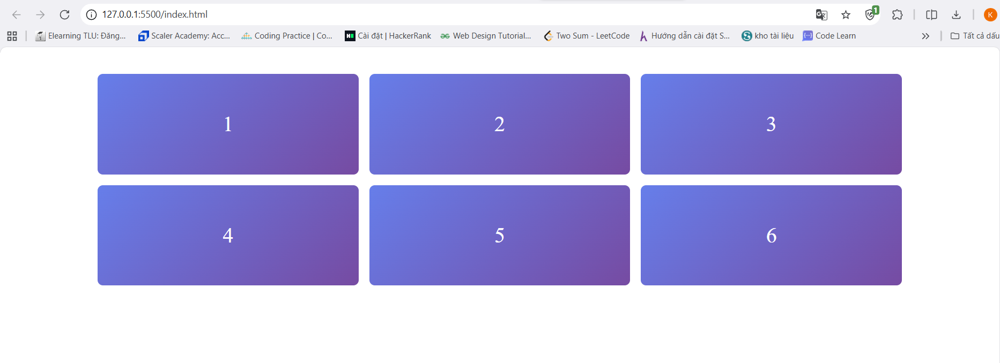 127.0.0.1:5500/index.html
1
K
Elearning TLU: Đăng... Scaler Academy: Acc... Coding Practice | Co... Cài đặt | HackerRank Web Design Tutorial... Two Sum - LeetCode Hướng dẫn cài đặt S... kho tài liệu Code Learn Tất cả dấu
1 2 3
4 5 6